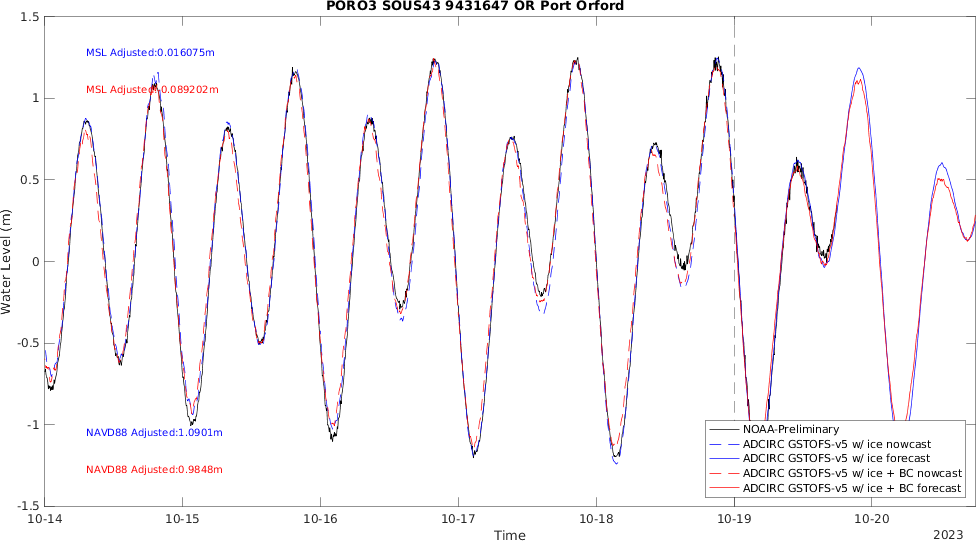 PORO3 SOUS43 9431647 OR Port Orford
MSL Adjusted:0.016075m
MSL Adjusted:-0.089202m
NAVD88 Adjusted:1.0901m
NAVD88 Adjusted:0.9848m
Water Level (m)
1.5
1
0.5
0
-0.5
-1
-1.5
NOAA-Preliminary
ADCIRC GSTOFS-v5 w/ ice nowcast
ADCIRC GSTOFS-v5 w/ ice forecast
ADCIRC GSTOFS-v5 w/ ice + BC nowcast
ADCIRC GSTOFS-v5 w/ ice + BC forecast
10-14 10-15 10-16 10-17 10-18 10-19 10-20
Time
2023